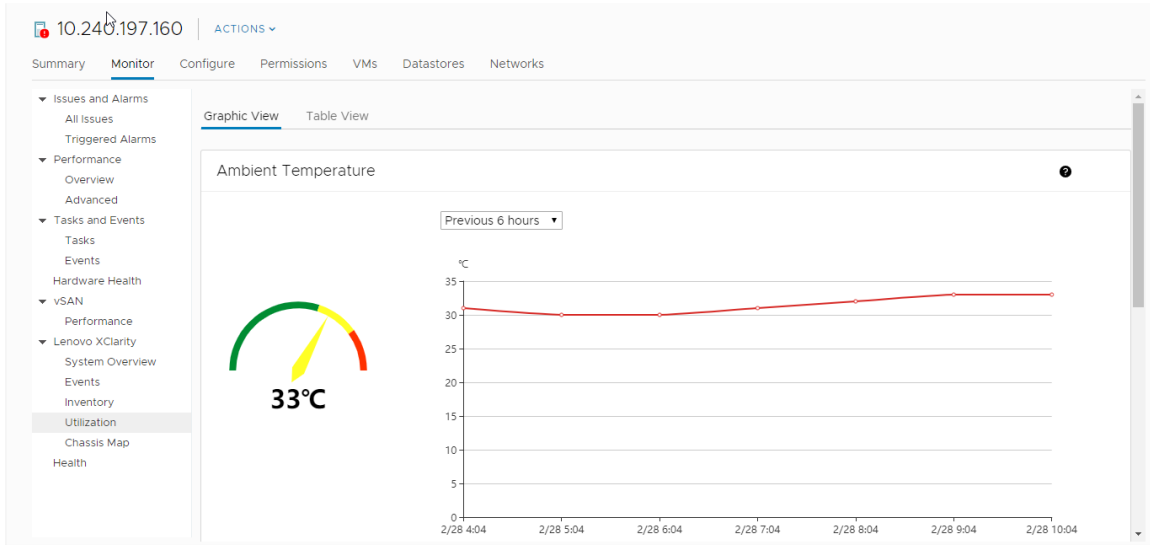 10.240.197.160 ACTIONS
Summary Monitor Configure Permissions VMs Datastores Networks
Issues and Alarms
All Issues
Triggered Alarms
Performance
Overview
Advanced
Tasks and Events
Tasks
Events
Hardware Health
vSAN
Performance
Lenovo XClarity
System Overview
Events
Inventory
Utilization
Chassis Map
Health
Graphic View Table View
Ambient Temperature ?
Previous 6 hours
33°C
°C
35
30
25
20
15
10
5
0
2/28 4:04 2/28 5:04 2/28 6:04 2/28 7:04 2/28 8:04 2/28 9:04 2/28 10:04